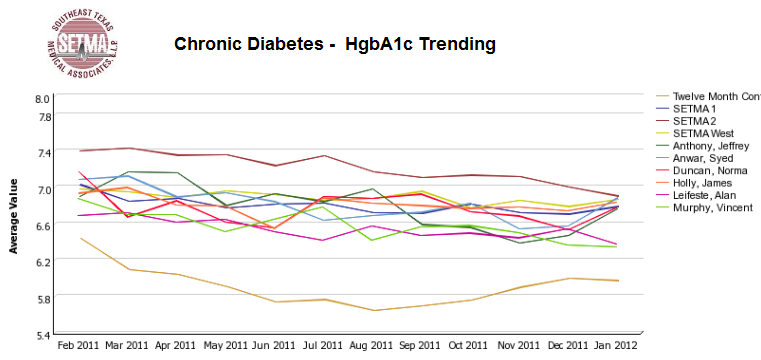 SOUTHEAST TEXAS
SETMA
MEDICAL ASSOCIATES, L.L.P.
Chronic Diabetes - HgbA1c Trending
8.0
7.8
7.4
7.0
6.6
6.2
5.8
5.4
Average Value
Feb 2011 Mar 2011 Apr 2011 May 2011 Jun 2011 Jul 2011 Aug 2011 Sep 2011 Oct 2011 Nov 2011 Dec 2011 Jan 2012
Twelve Month Con
SETMA 1
SETMA 2
SETMA West
Anthony, Jeffrey
Anwar, Syed
Duncan, Norma
Holly, James
Leifeste, Alan
Murphy, Vincent